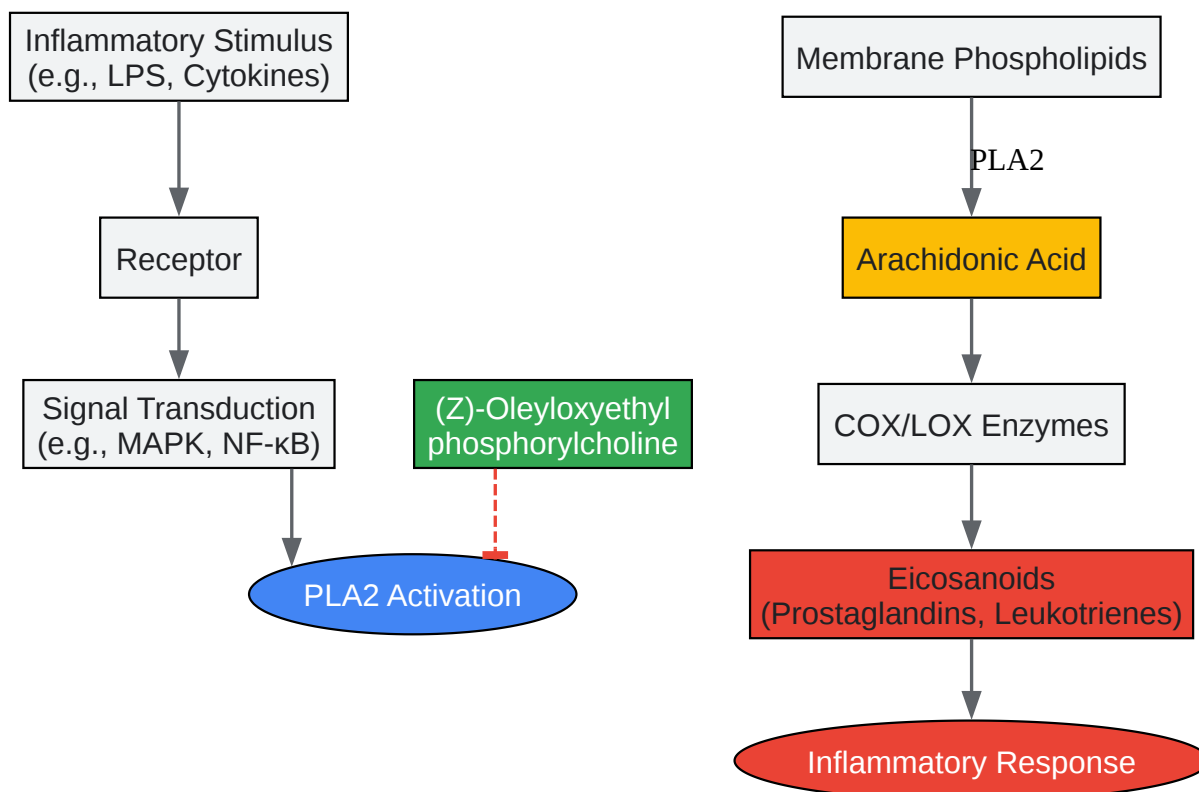 Inflammatory Stimulus
(e.g., LPS, Cytokines)
Receptor
Signal Transduction
(e.g., MAPK, NF-κB)
(Z)-Oleyloxyethyl
phosphorylcholine
PLA2 Activation
Membrane Phospholipids
PLA2
Arachidonic Acid
COX/LOX Enzymes
Eicosanoids
(Prostaglandins, Leukotrienes)
Inflammatory Response